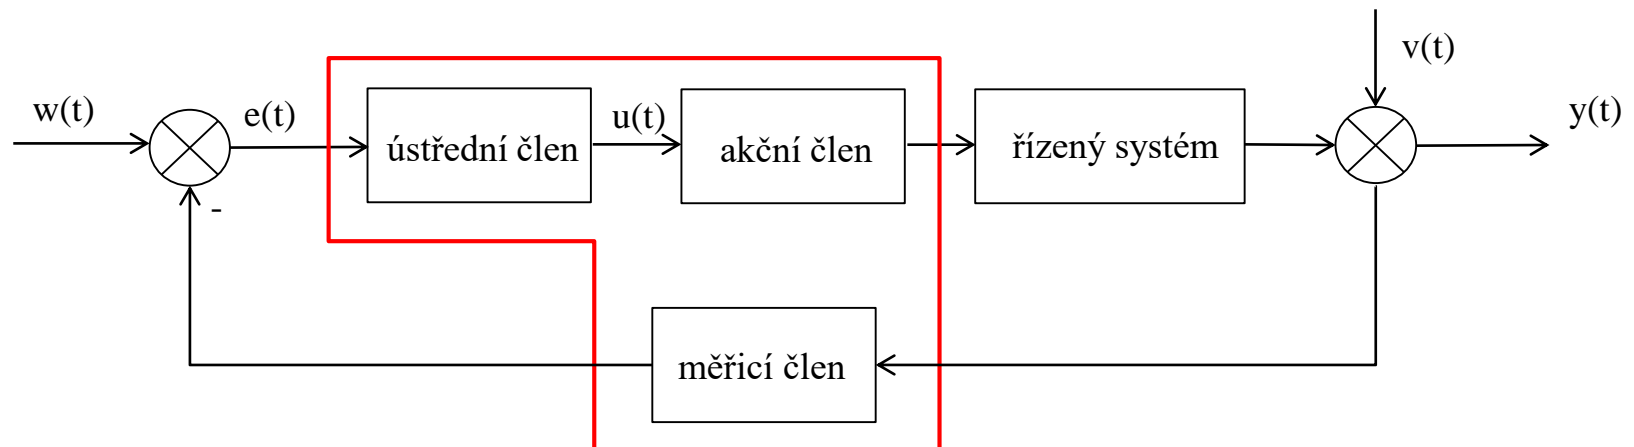 w(t)
e(t)
ústřední člen
u(t)
akční člen
řízený systém
v(t)
y(t)
-
měřicí člen